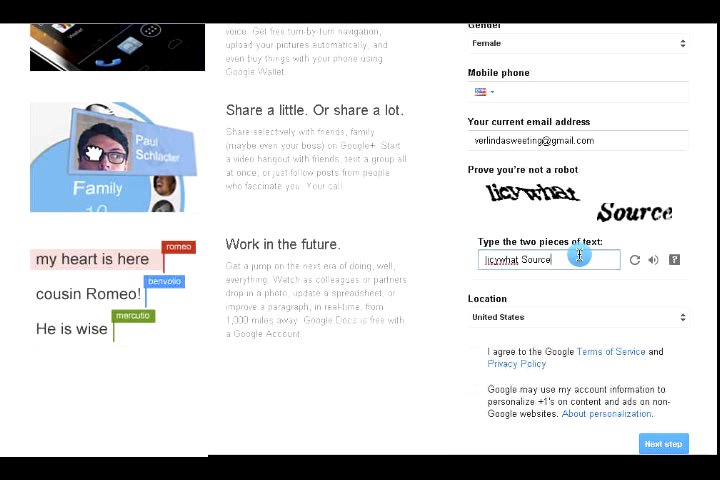 voice. Get free turn-by-turn navigation,
upload your pictures automatically, and
even buy things with your phone using
Google Wallet.
Paul
Schlacter
Family
10
Share a little. Or share a lot.
Share selectively with friends, family
(maybe even your boss) on Google+. Start
a video hangout with friends, text a group all
at once, or just follow posts from people
who fascinate you. Your call.
romeo
my heart is here
benvolio
cousin Romeo!
mercutio
He is wise
Work in the future.
Get a jump on the next era of doing, well,
everything. Watch as colleagues or partners
drop in a photo, update a spreadsheet, or
improve a paragraph, in real-time, from
1,000 miles away. Google Docs is free with
a Google Account.
Gender
Female
Mobile phone
Your current email address
verlindasweeting@gmail.com
Prove you're not a robot
licywhat
Source
Type the two pieces of text:
licywhat Source
?
Location
United States
I agree to the Google Terms of Service and
Privacy Policy
Google may use my account information to
personalize +1's on content and ads on non-
Google websites. About personalization.
Next step